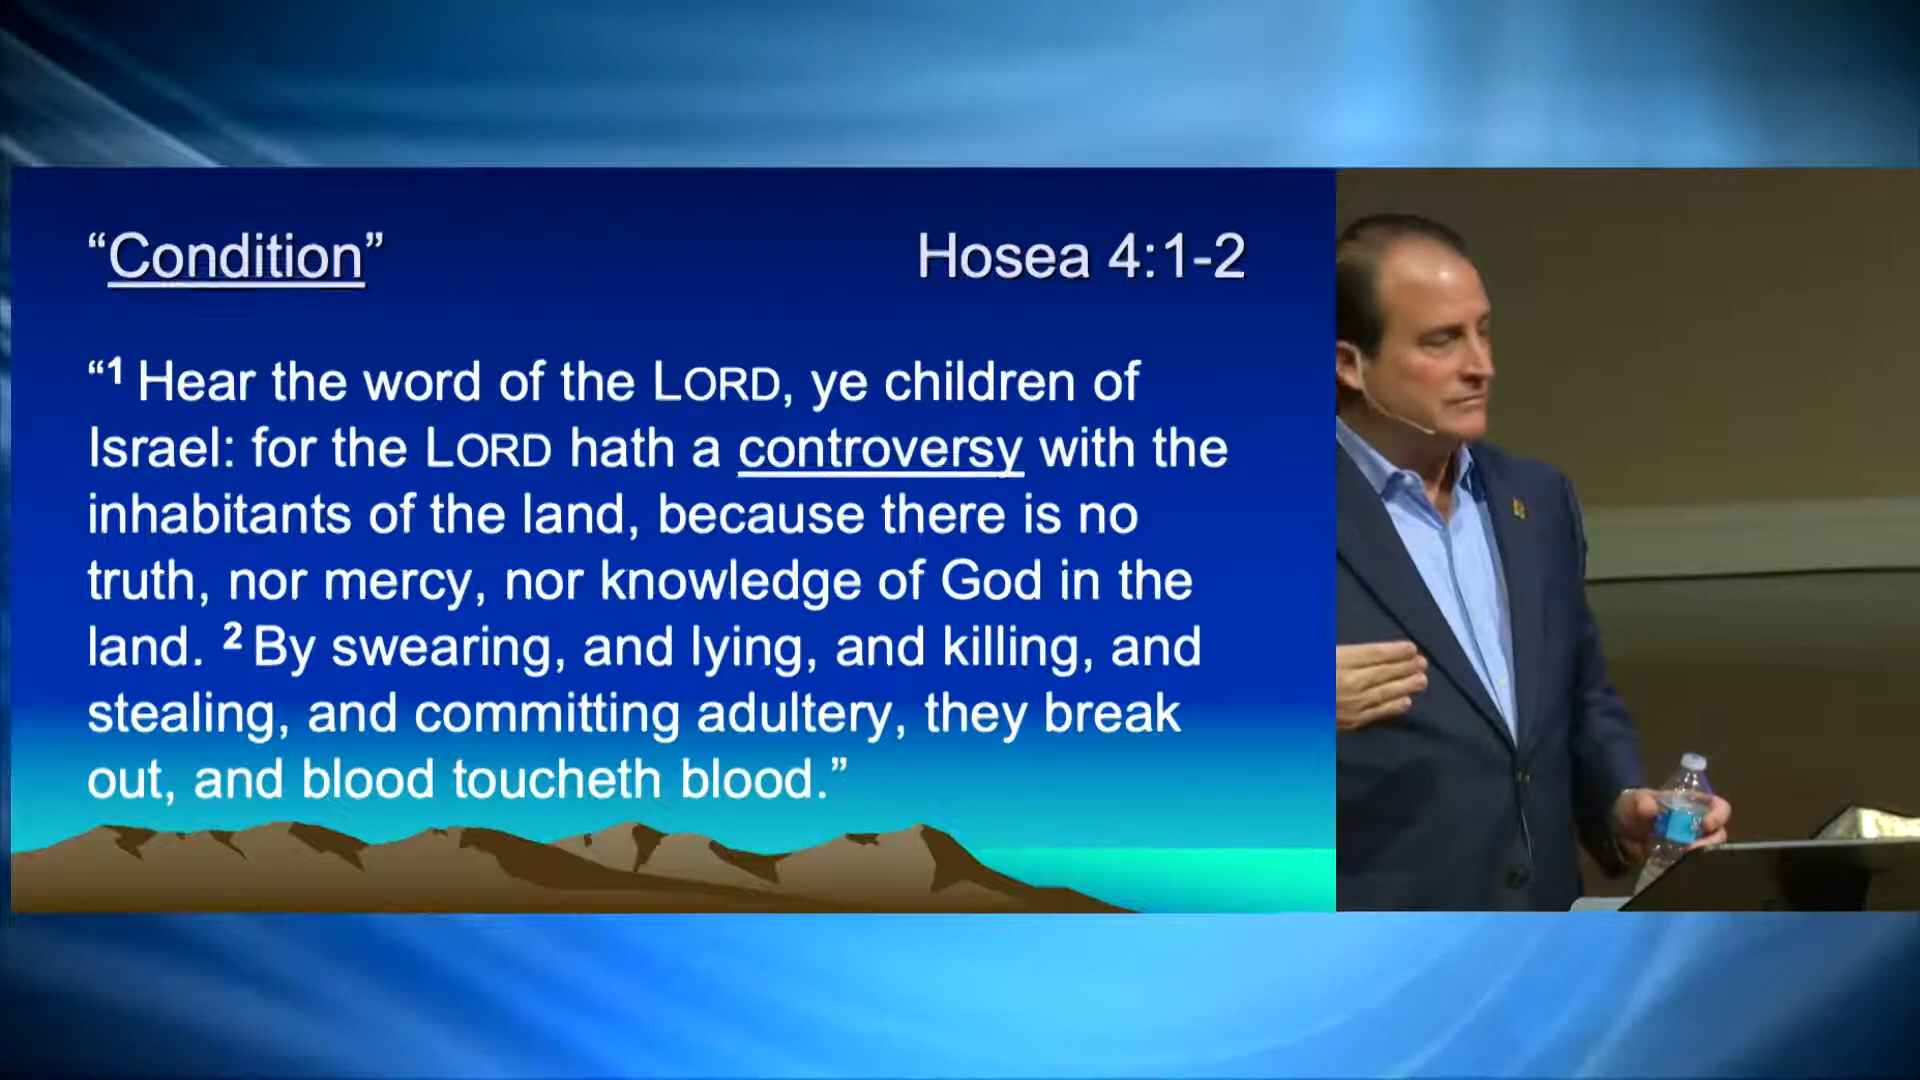 “Condition” Hosea 4:1-2
“1 Hear the word of the LORD, ye children of
Israel: for the LORD hath a controversy with the
inhabitants of the land, because there is no
truth, nor mercy, nor knowledge of God in the
land. 2 By swearing, and lying, and killing, and
stealing, and committing adultery, they break
out, and blood toucheth blood.”